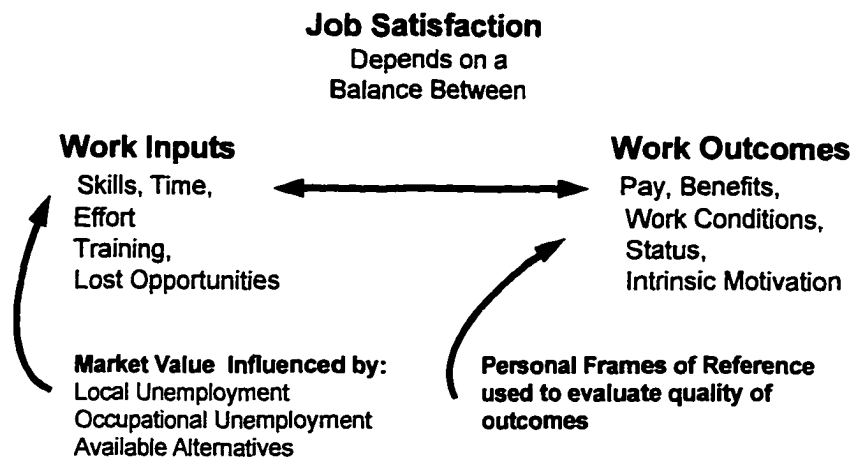 Job Satisfaction
Depends on a
Balance Between
Work Inputs
Skills, Time,
Effort
Training,
Lost Opportunities
Work Outcomes
Pay, Benefits,
Work Conditions,
Status,
Intrinsic Motivation
Market Value Influenced by:
Local Unemployment
Occupational Unemployment
Available Alternatives
Personal Frames of Reference
used to evaluate quality of
outcomes